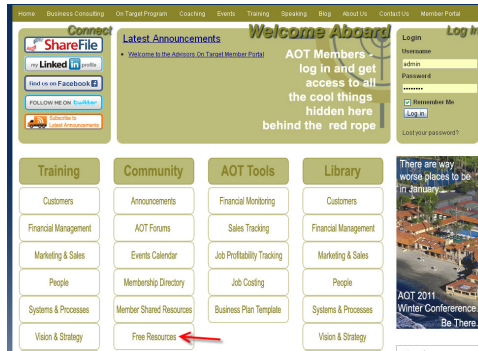 Home Business Consulting On Target Program Coaching Events Training Speaking Blog About Us Contact Us Member Portal
Connect
ShareFile
my Linked in profile
Find us on Facebook
FOLLOW ME ON twitter
Subscribe to
Latest Announcements
Latest Announcements
Welcome to the Advisors On Target Member Portal
Welcome Aboard
AOT Members -
log in and get
access to all
the cool things
hidden here
behind the red rope
Log In
Login
Username
admin
Password
Remember Me
Log in
Lost your password?
Training
Customers
Financial Management
Marketing & Sales
People
Systems & Processes
Vision & Strategy
Community
Announcements
AOT Forums
Events Calendar
Membership Directory
Member Shared Resources
Free Resources
AOT Tools
Financial Monitoring
Sales Tracking
Job Profitability Tracking
Job Costing
Business Plan Template
Library
Customers
Financial Management
Marketing & Sales
People
Systems & Processes
Vision & Strategy
There are way
worse places to be
in January...
AOT 2011
Winter Confererence.
Be There.